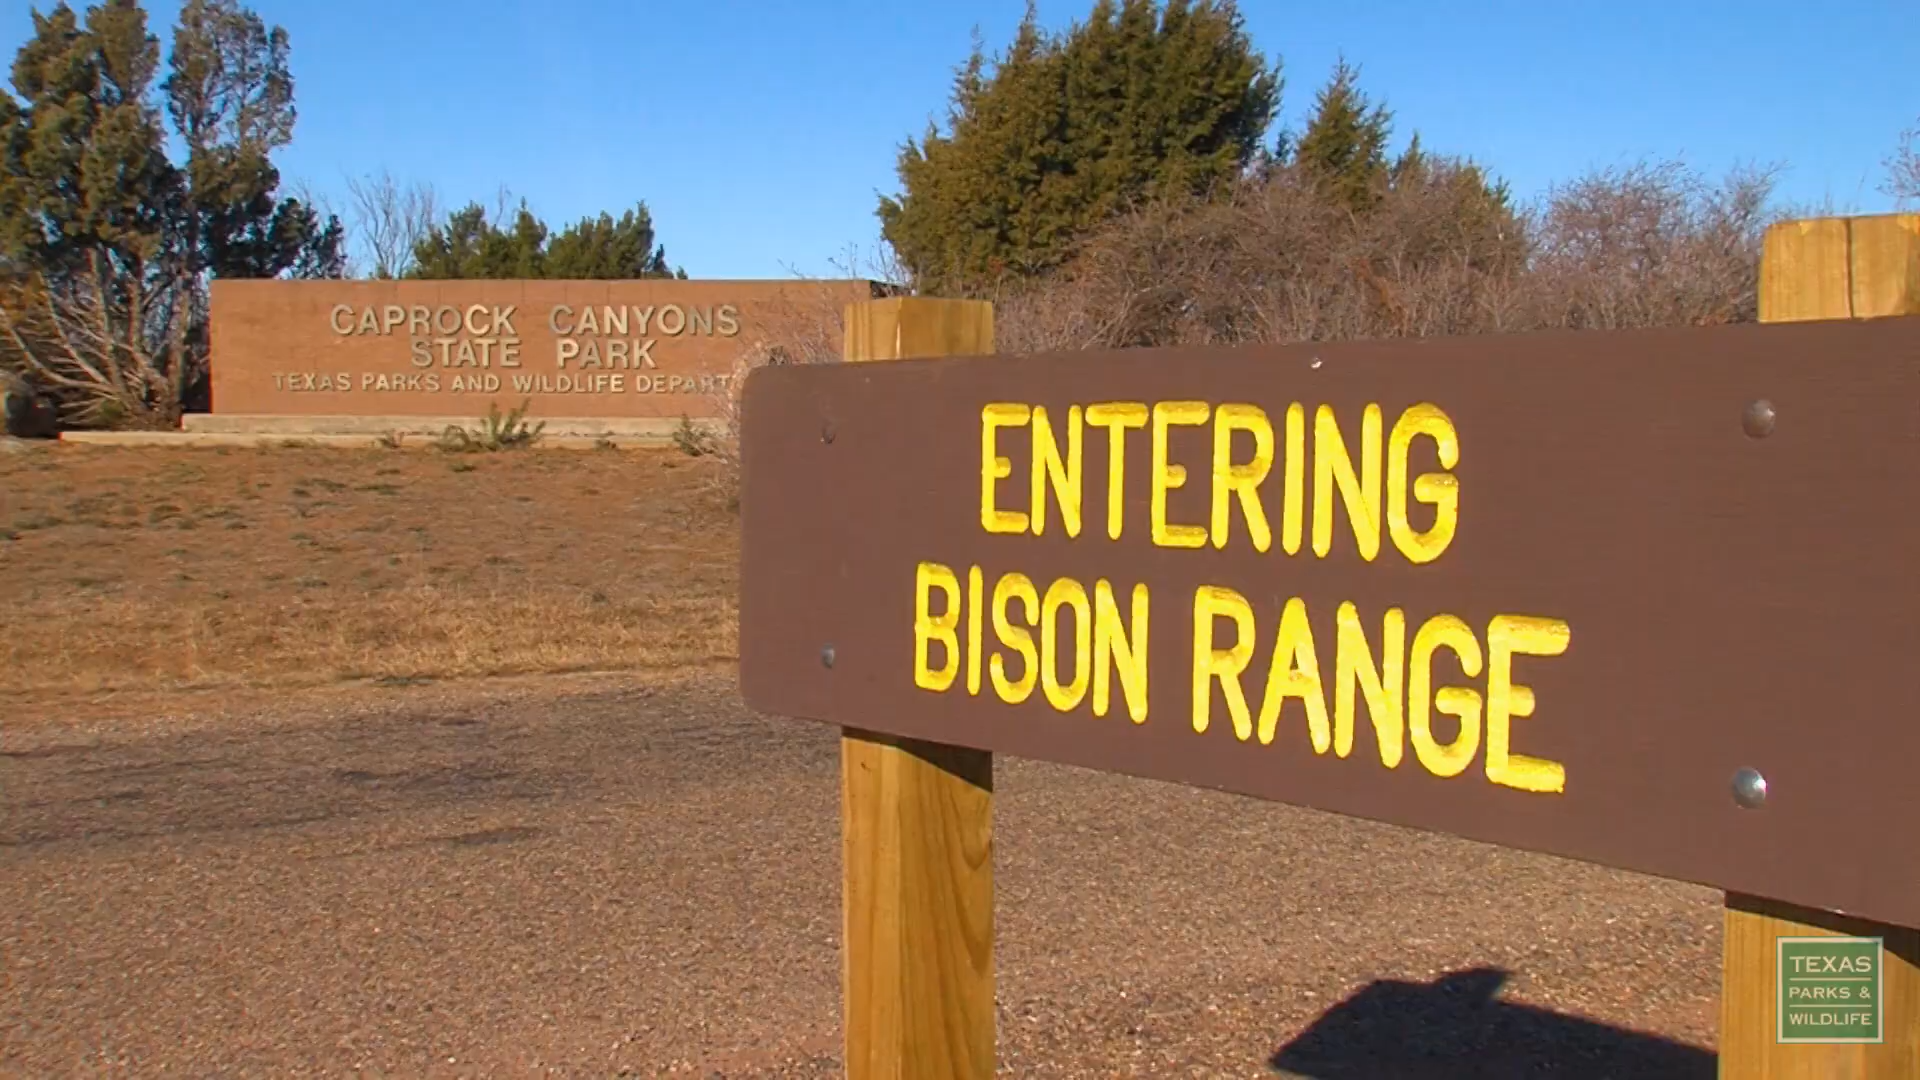 CAPROCK CANYONS
STATE PARK
TEXAS PARKS AND WILDLIFE
ENTERING
BISON RANGE
TEXAS
PARKS &
WILDLIFE